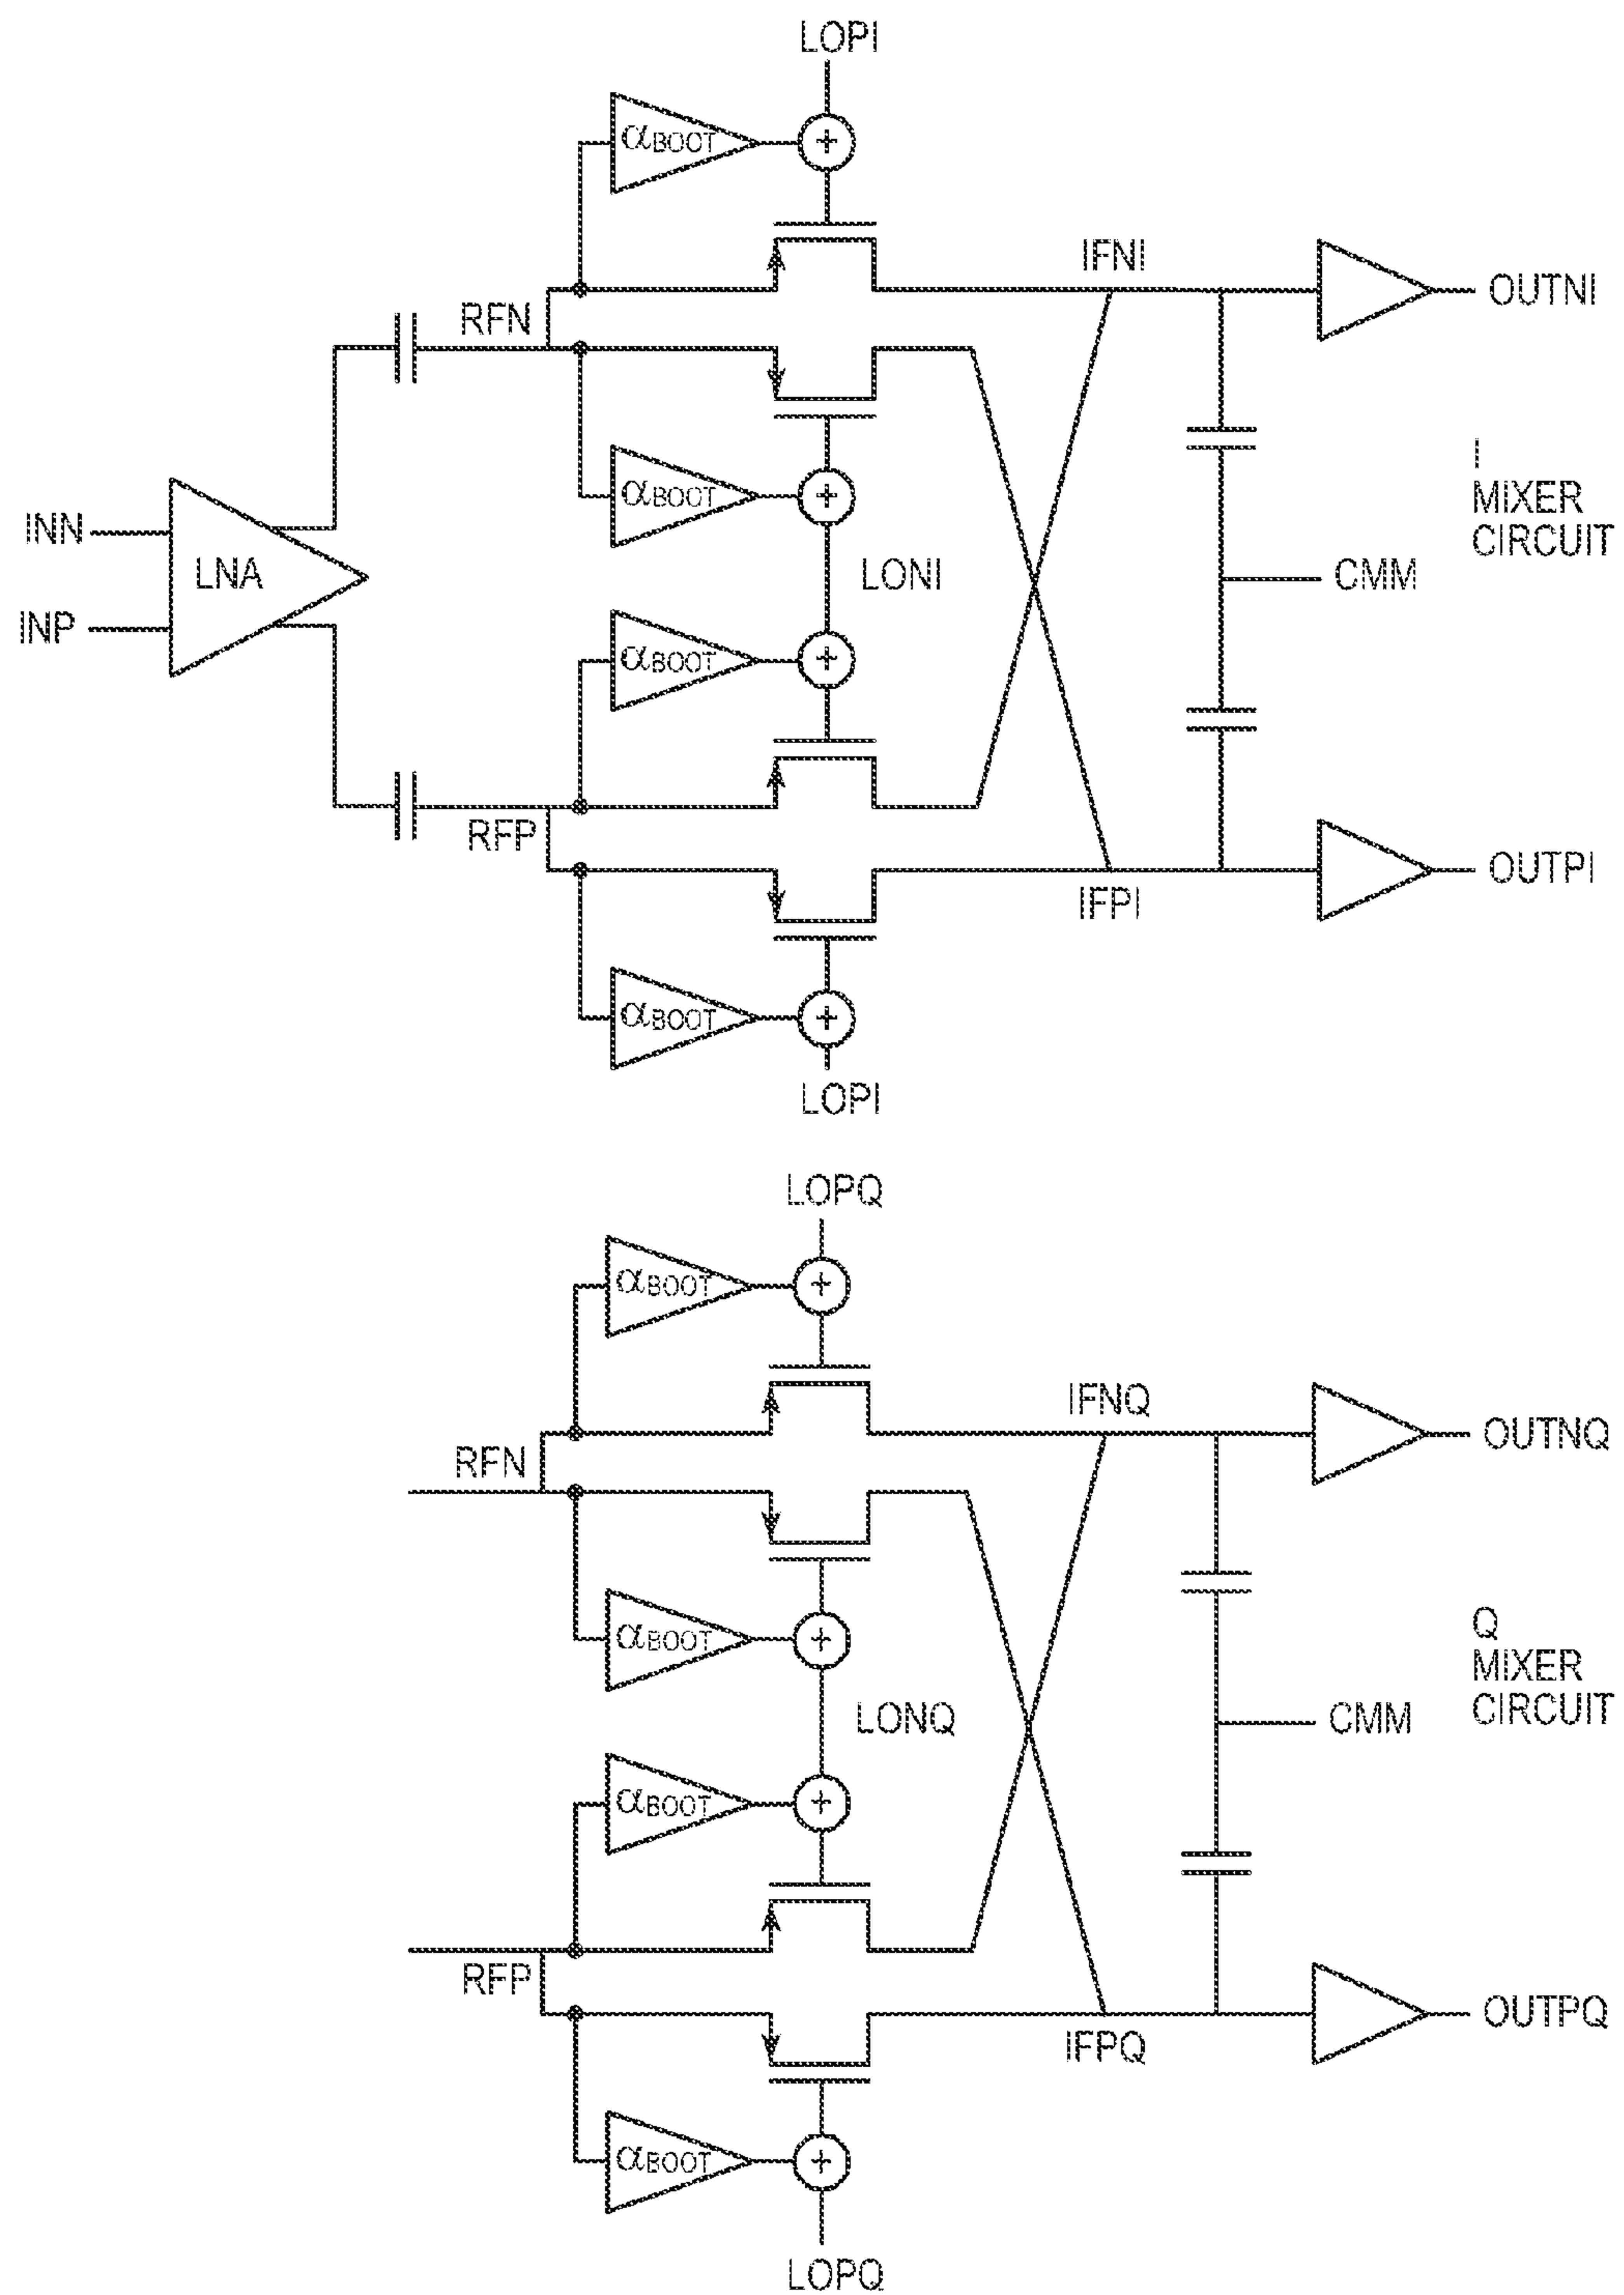 LOPI
αBOOT
IFNI
OUTNI
RFN
αBOOT
I
MIXER
CIRCUIT
INN
LNA
LONI
CMM
INP
αBOOT
RFP
IFPI
OUTPI
αBOOT
LOPI
LOPQ
αBOOT
IFNQ
OUTNQ
RFN
αBOOT
Q
MIXER
CIRCUIT
LONQ
CMM
αBOOT
RFP
IFPQ
OUTPQ
αBOOT
LOPQ